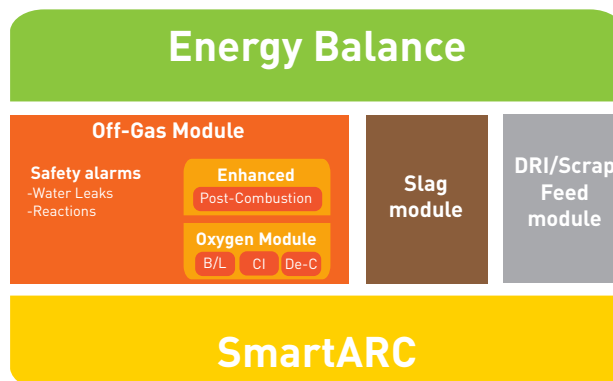 Energy Balance
Off-Gas Module
Safety alarms
-Water Leaks
-Reactions
Enhanced
Post-Combustion
Oxygen Module
B/L
CI
De-C
Slag
module
DRI/Scrap
Feed
module
SmartARC